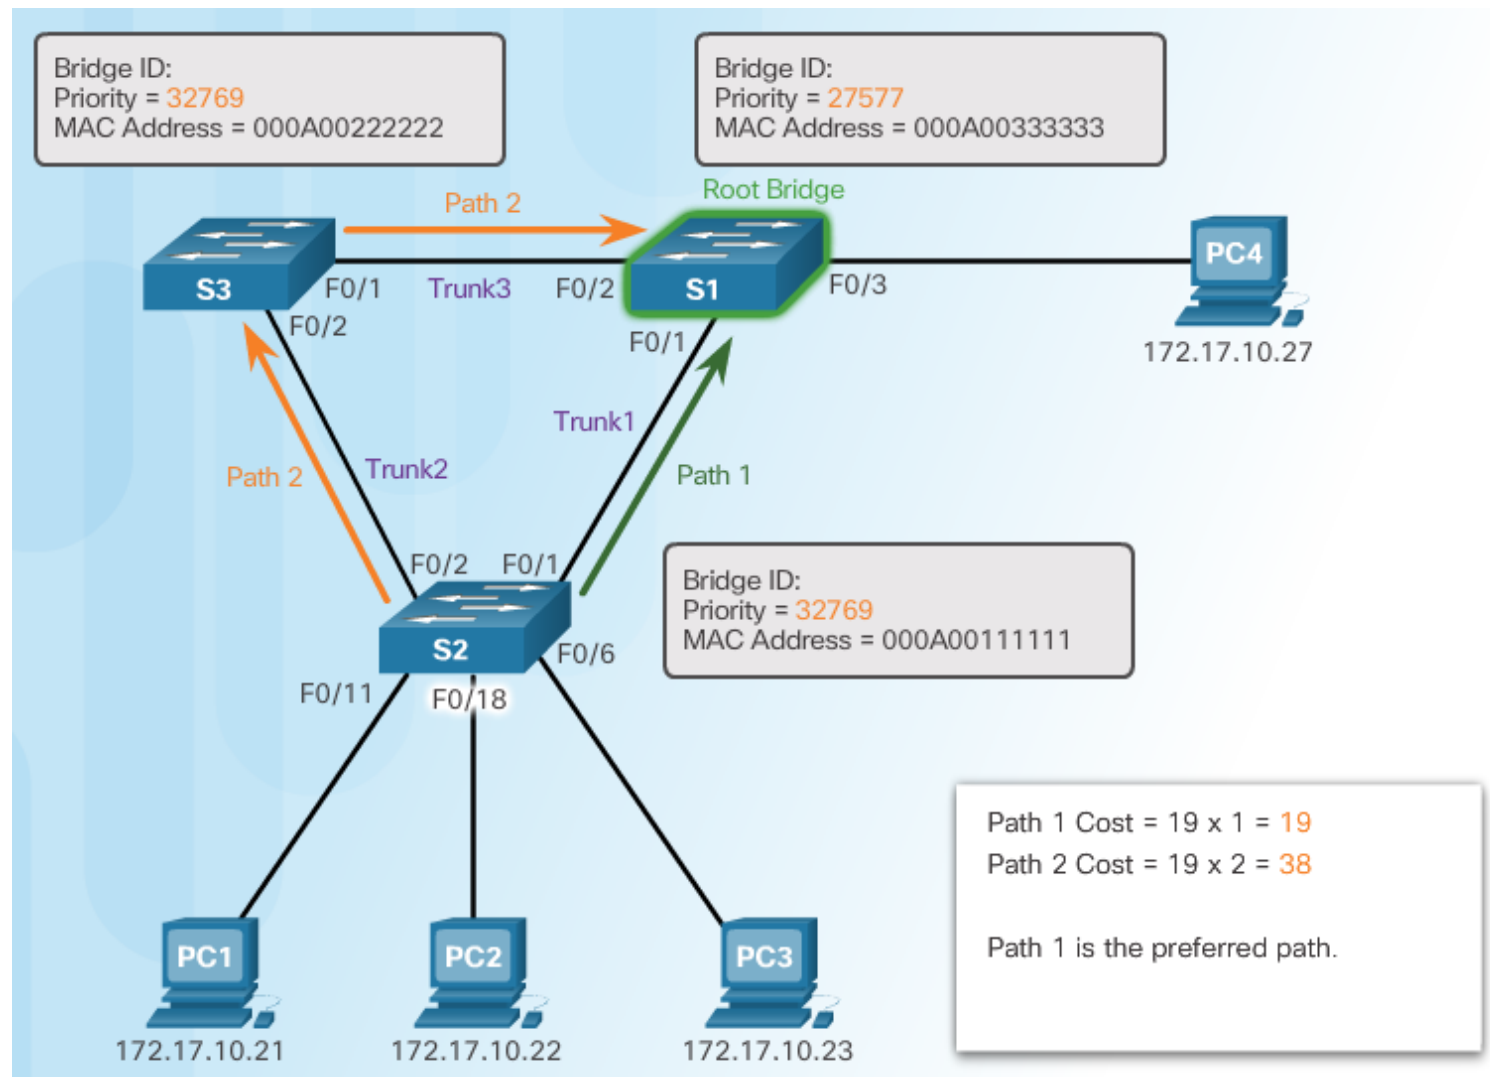 Bridge ID:
Priority = 32769
MAC Address = 000A00222222
Bridge ID:
Priority = 27577
MAC Address = 000A00333333
Root Bridge
Path 2
S3
F0/1
Trunk3
F0/2
S1
F0/3
PC4
F0/2
F0/1
172.17.10.27
Trunk1
Path 2
Trunk2
Path 1
F0/2
F0/1
Bridge ID:
Priority = 32769
MAC Address = 000A00111111
S2
F0/6
F0/11
F0/18
Path 1 Cost = 19 x 1 = 19
Path 2 Cost = 19 x 2 = 38
Path 1 is the preferred path.
PC1
PC2
PC3
172.17.10.21
172.17.10.22
172.17.10.23